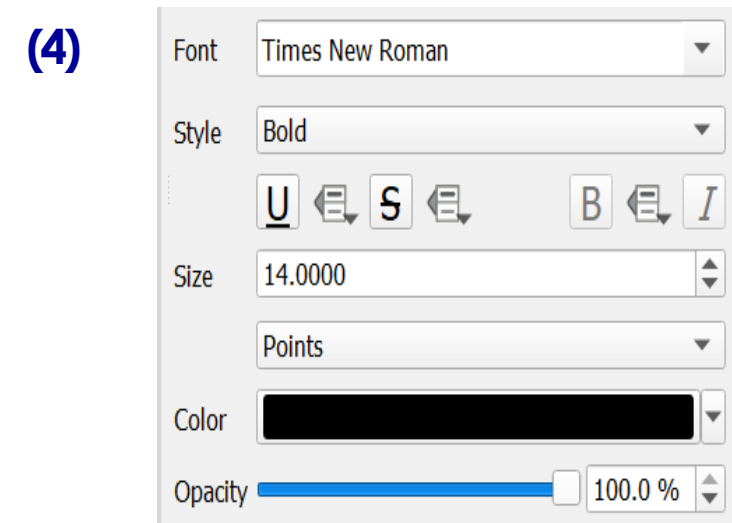 (4)
Font Times New Roman
Style Bold
U S B I
Size 14.0000
Points
Color
Opacity 100.0 %